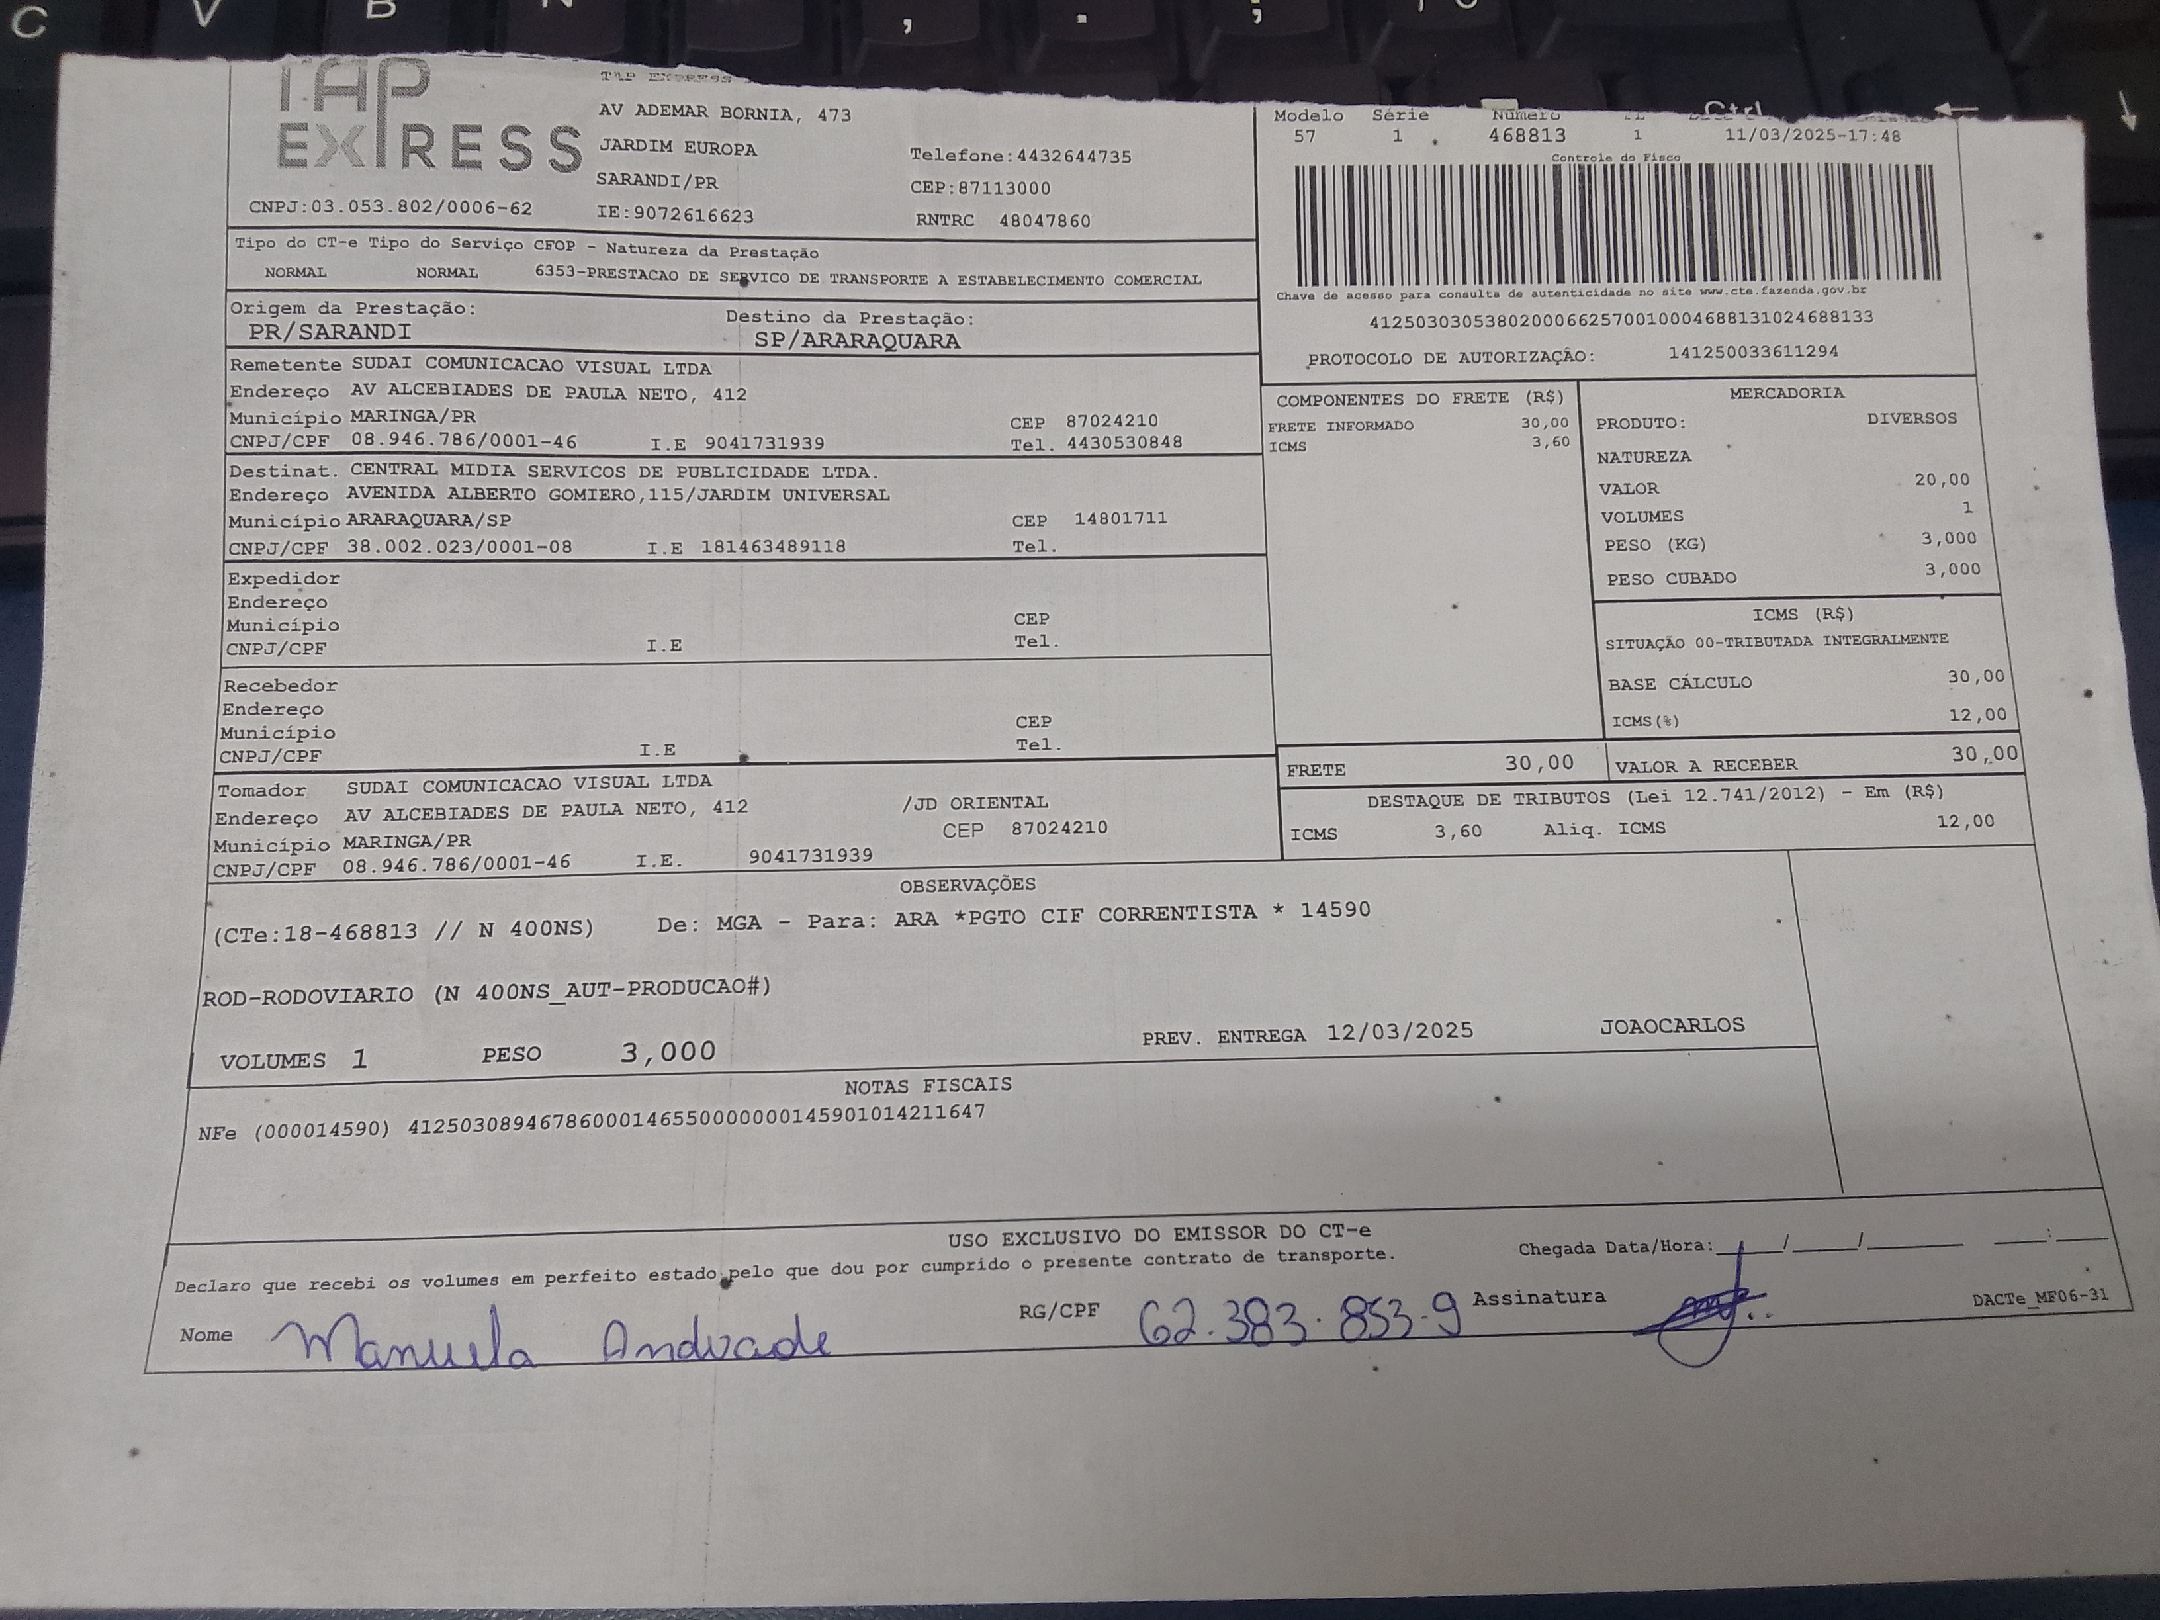 TAP EXPRESS
TAP EXPRESS
AV ADEMAR BORNIA, 473
JARDIM EUROPA
Telefone:4432644735
SARANDI/PR
CEP:87113000
CNPJ:03.053.802/0006-62
IE:9072616623
RNTRC 48047860
Modelo Série Número
57 1 468813 1 11/03/2025-17:48
Controle do Fisco
Chave de acesso para consulta de autenticidade no site www.cte.fazenda.gov.br
41250303053802000662570010004688131024688133
PROTOCOLO DE AUTORIZAÇÃO: 141250033611294
Tipo do CT-e Tipo do Serviço CFOP - Natureza da Prestação
NORMAL NORMAL 6353-PRESTACAO DE SERVICO DE TRANSPORTE A ESTABELECIMENTO COMERCIAL
Origem da Prestação: Destino da Prestação:
PR/SARANDI SP/ARARAQUARA
Remetente SUDAI COMUNICACAO VISUAL LTDA
Endereço AV ALCEBIADES DE PAULA NETO, 412
Município MARINGA/PR CEP 87024210
CNPJ/CPF 08.946.786/0001-46 I.E 9041731939 Tel. 4430530848
Destinat. CENTRAL MIDIA SERVICOS DE PUBLICIDADE LTDA.
Endereço AVENIDA ALBERTO GOMIERO,115/JARDIM UNIVERSAL
Município ARARAQUARA/SP CEP 14801711
CNPJ/CPF 38.002.023/0001-08 I.E 181463489118 Tel.
Expedidor
Endereço
Município CEP
CNPJ/CPF I.E Tel.
Recebedor
Endereço
Município CEP
CNPJ/CPF I.E Tel.
Tomador SUDAI COMUNICACAO VISUAL LTDA
Endereço AV ALCEBIADES DE PAULA NETO, 412 /JD ORIENTAL
Município MARINGA/PR CEP 87024210
CNPJ/CPF 08.946.786/0001-46 I.E. 9041731939
COMPONENTES DO FRETE (R$)
FRETE INFORMADO 30,00
ICMS 3,60
MERCADORIA
PRODUTO: DIVERSOS
NATUREZA
VALOR 20,00
VOLUMES 1
PESO (KG) 3,000
PESO CUBADO 3,000
ICMS (R$)
SITUAÇÃO 00-TRIBUTADA INTEGRALMENTE
BASE CÁLCULO 30,00
ICMS(%) 12,00
FRETE 30,00 VALOR A RECEBER 30,00
DESTAQUE DE TRIBUTOS (Lei 12.741/2012) - Em (R$)
ICMS 3,60 Aliq. ICMS 12,00
OBSERVAÇÕES
(CTe:18-468813 // N 400NS) De: MGA - Para: ARA *PGTO CIF CORRENTISTA * 14590
ROD-RODOVIARIO (N 400NS_AUT-PRODUCAO#)
VOLUMES 1 PESO 3,000 PREV. ENTREGA 12/03/2025 JOAOCARLOS
NOTAS FISCAIS
NFe (000014590) 41250308946786000146550000000145901014211647
USO EXCLUSIVO DO EMISSOR DO CT-e
Declaro que recebi os volumes em perfeito estado pelo que dou por cumprido o presente contrato de transporte.
Chegada Data/Hora:____/____/________ ____:____
Nome Manuela Andrade RG/CPF 62.383.853-9 Assinatura
DACTe_MF06-31
C V B N , . ; Ctrl ← ↓